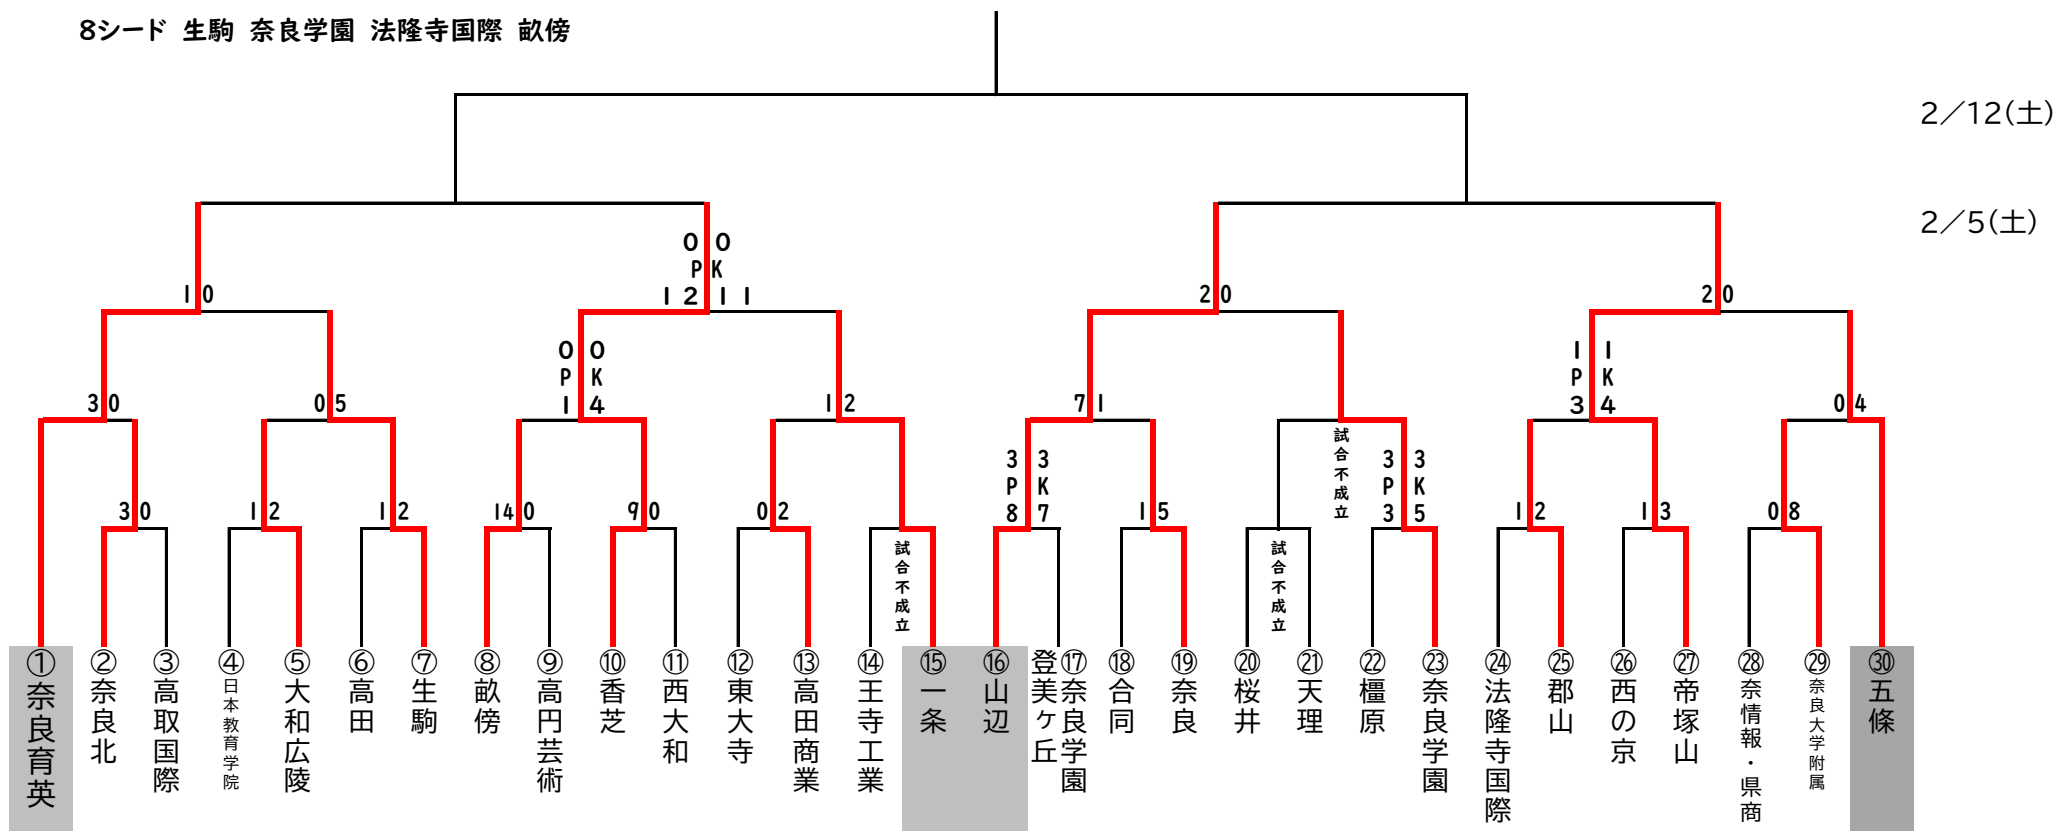 8シード 生駒 奈良学園 法隆寺国際 畝傍
2／12(土)
2／5(土)
0 0
P K
12 11
1 0
2 0
2 0
0 0
P K
1 4
1 1
P K
3 4
3 0
0 5
1 2
7 1
0 4
試合不成立
3 3
P K
8 7
3 3
P K
3 5
3 0
1 2
1 2
14 0
9 0
0 2
1 5
1 2
1 3
0 8
試合不成立
試合不成立
①奈良育英
②奈良北
③高取国際
④日本教育学院
⑤大和広陵
⑥高田
⑦生駒
⑧畝傍
⑨高円芸術
⑩香芝
⑪西大和
⑫東大寺
⑬高田商業
⑭王寺工業
⑮一条
⑯山辺
⑰奈良学園
登美ヶ丘
⑱合同
⑲奈良
⑳桜井
㉑天理
㉒橿原
㉓奈良学園
㉔法隆寺国際
㉕郡山
㉖西の京
㉗帝塚山
㉘奈情報・県商
㉙奈良大学附属
㉚五條